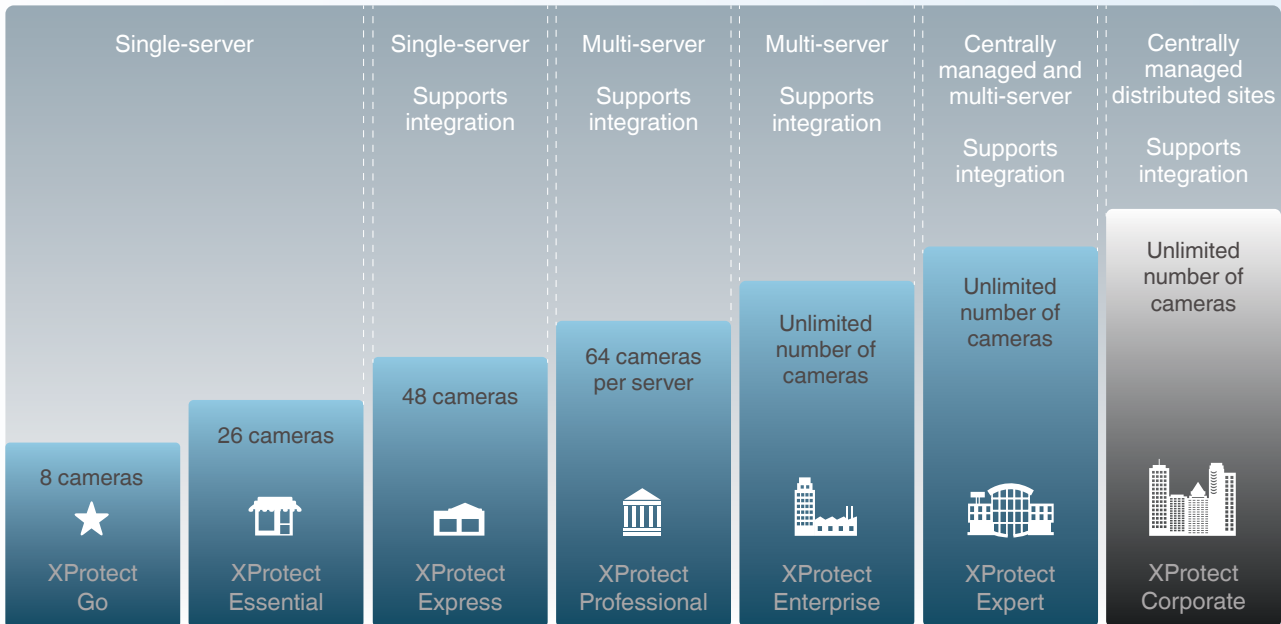 Single-server
Single-server
Supports
integration
Multi-server
Supports
integration
Multi-server
Supports
integration
Centrally
managed and
multi-server
Supports
integration
Centrally
managed
distributed sites
Supports
integration
8 cameras
XProtect
Go
26 cameras
XProtect
Essential
48 cameras
XProtect
Express
64 cameras
per server
XProtect
Professional
Unlimited
number of
cameras
XProtect
Enterprise
Unlimited
number of
cameras
XProtect
Expert
Unlimited
number of
cameras
XProtect
Corporate